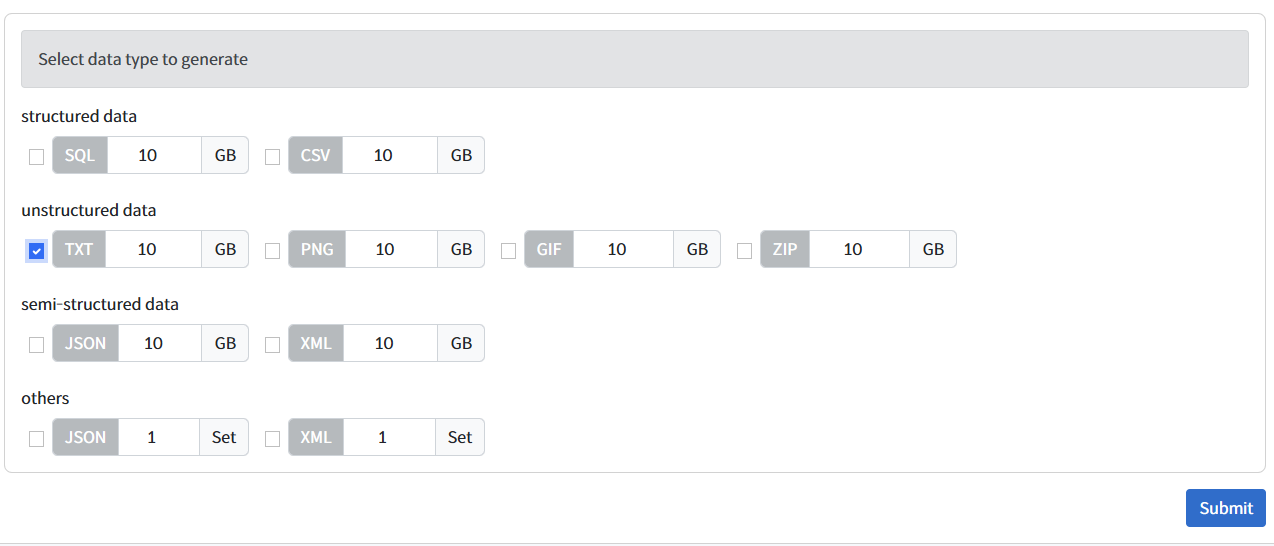 Select data type to generate
structured data
SQL 10 GB CSV 10 GB
unstructured data
TXT 10 GB PNG 10 GB GIF 10 GB ZIP 10 GB
semi-structured data
JSON 10 GB XML 10 GB
others
JSON 1 Set XML 1 Set
Submit